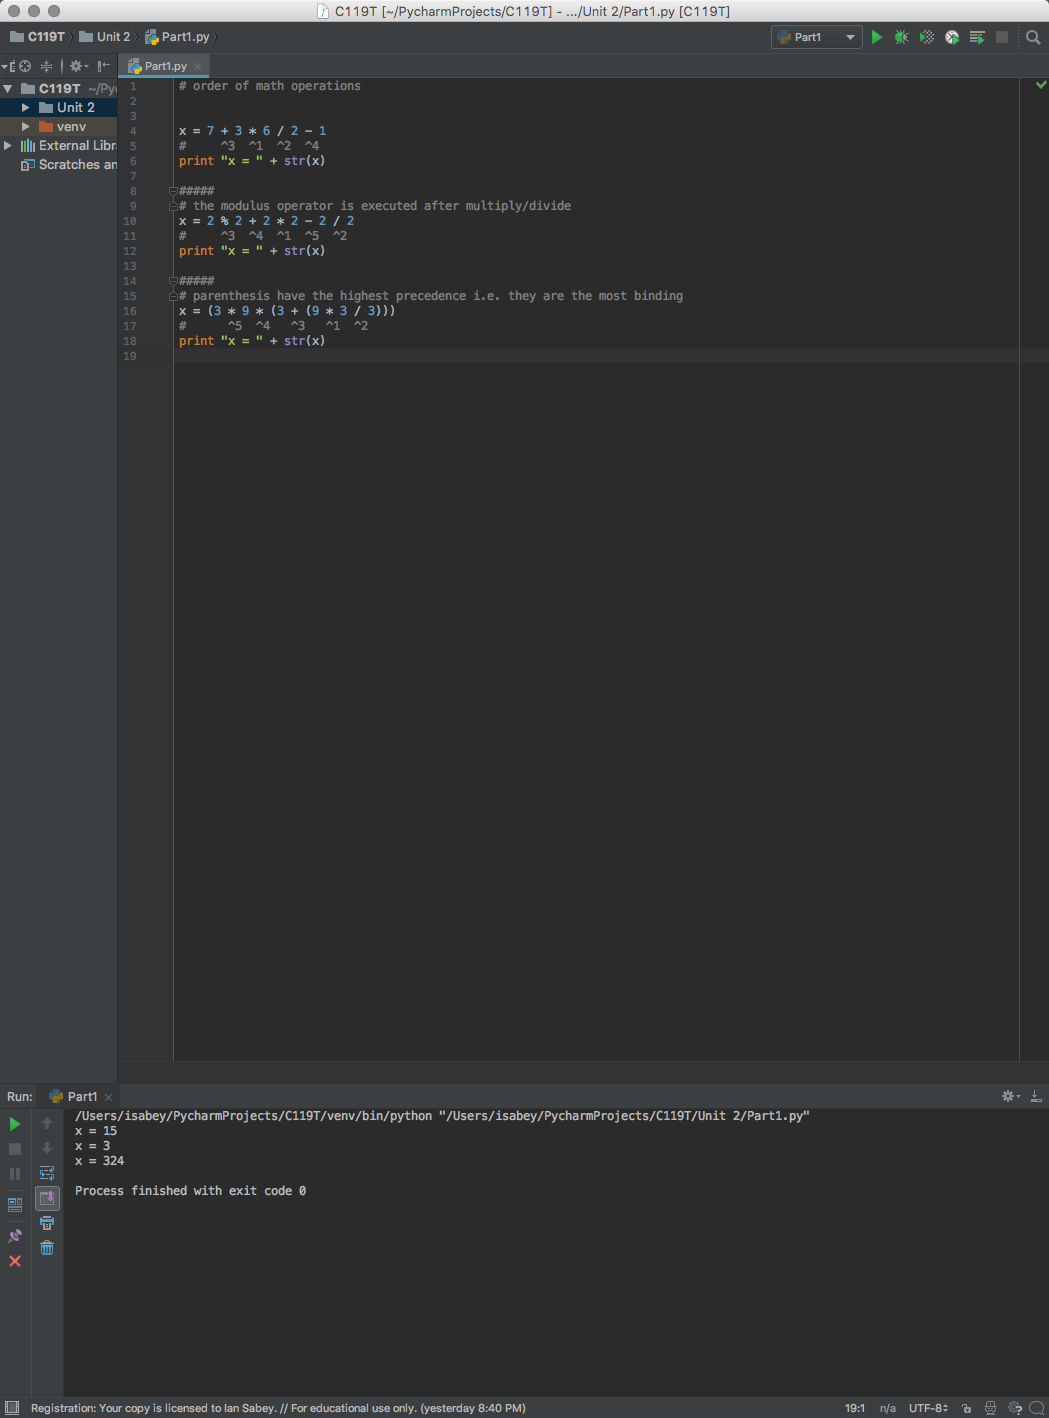 C119T [~/PycharmProjects/C119T] - .../Unit 2/Part1.py [C119T]
C119T Unit 2 Part1.py Part1
Part1.py
C119T ~/Py
Unit 2
venv
External Libr
Scratches an
1 # order of math operations
2
3
4 x = 7 + 3 * 6 / 2 - 1
5 #     ^3  ^1  ^2  ^4
6 print "x = " + str(x)
7
8 #####
9 # the modulus operator is executed after multiply/divide
10 x = 2 % 2 + 2 * 2 - 2 / 2
11 #     ^3  ^4  ^1  ^5  ^2
12 print "x = " + str(x)
13
14 #####
15 # parenthesis have the highest precedence i.e. they are the most binding
16 x = (3 * 9 * (3 + (9 * 3 / 3)))
17 #      ^5  ^4   ^3   ^1  ^2
18 print "x = " + str(x)
19
Run: Part1
/Users/isabey/PycharmProjects/C119T/venv/bin/python "/Users/isabey/PycharmProjects/C119T/Unit 2/Part1.py"
x = 15
x = 3
x = 324
Process finished with exit code 0
Registration: Your copy is licensed to Ian Sabey. // For educational use only. (yesterday 8:40 PM) 19:1 n/a UTF-8